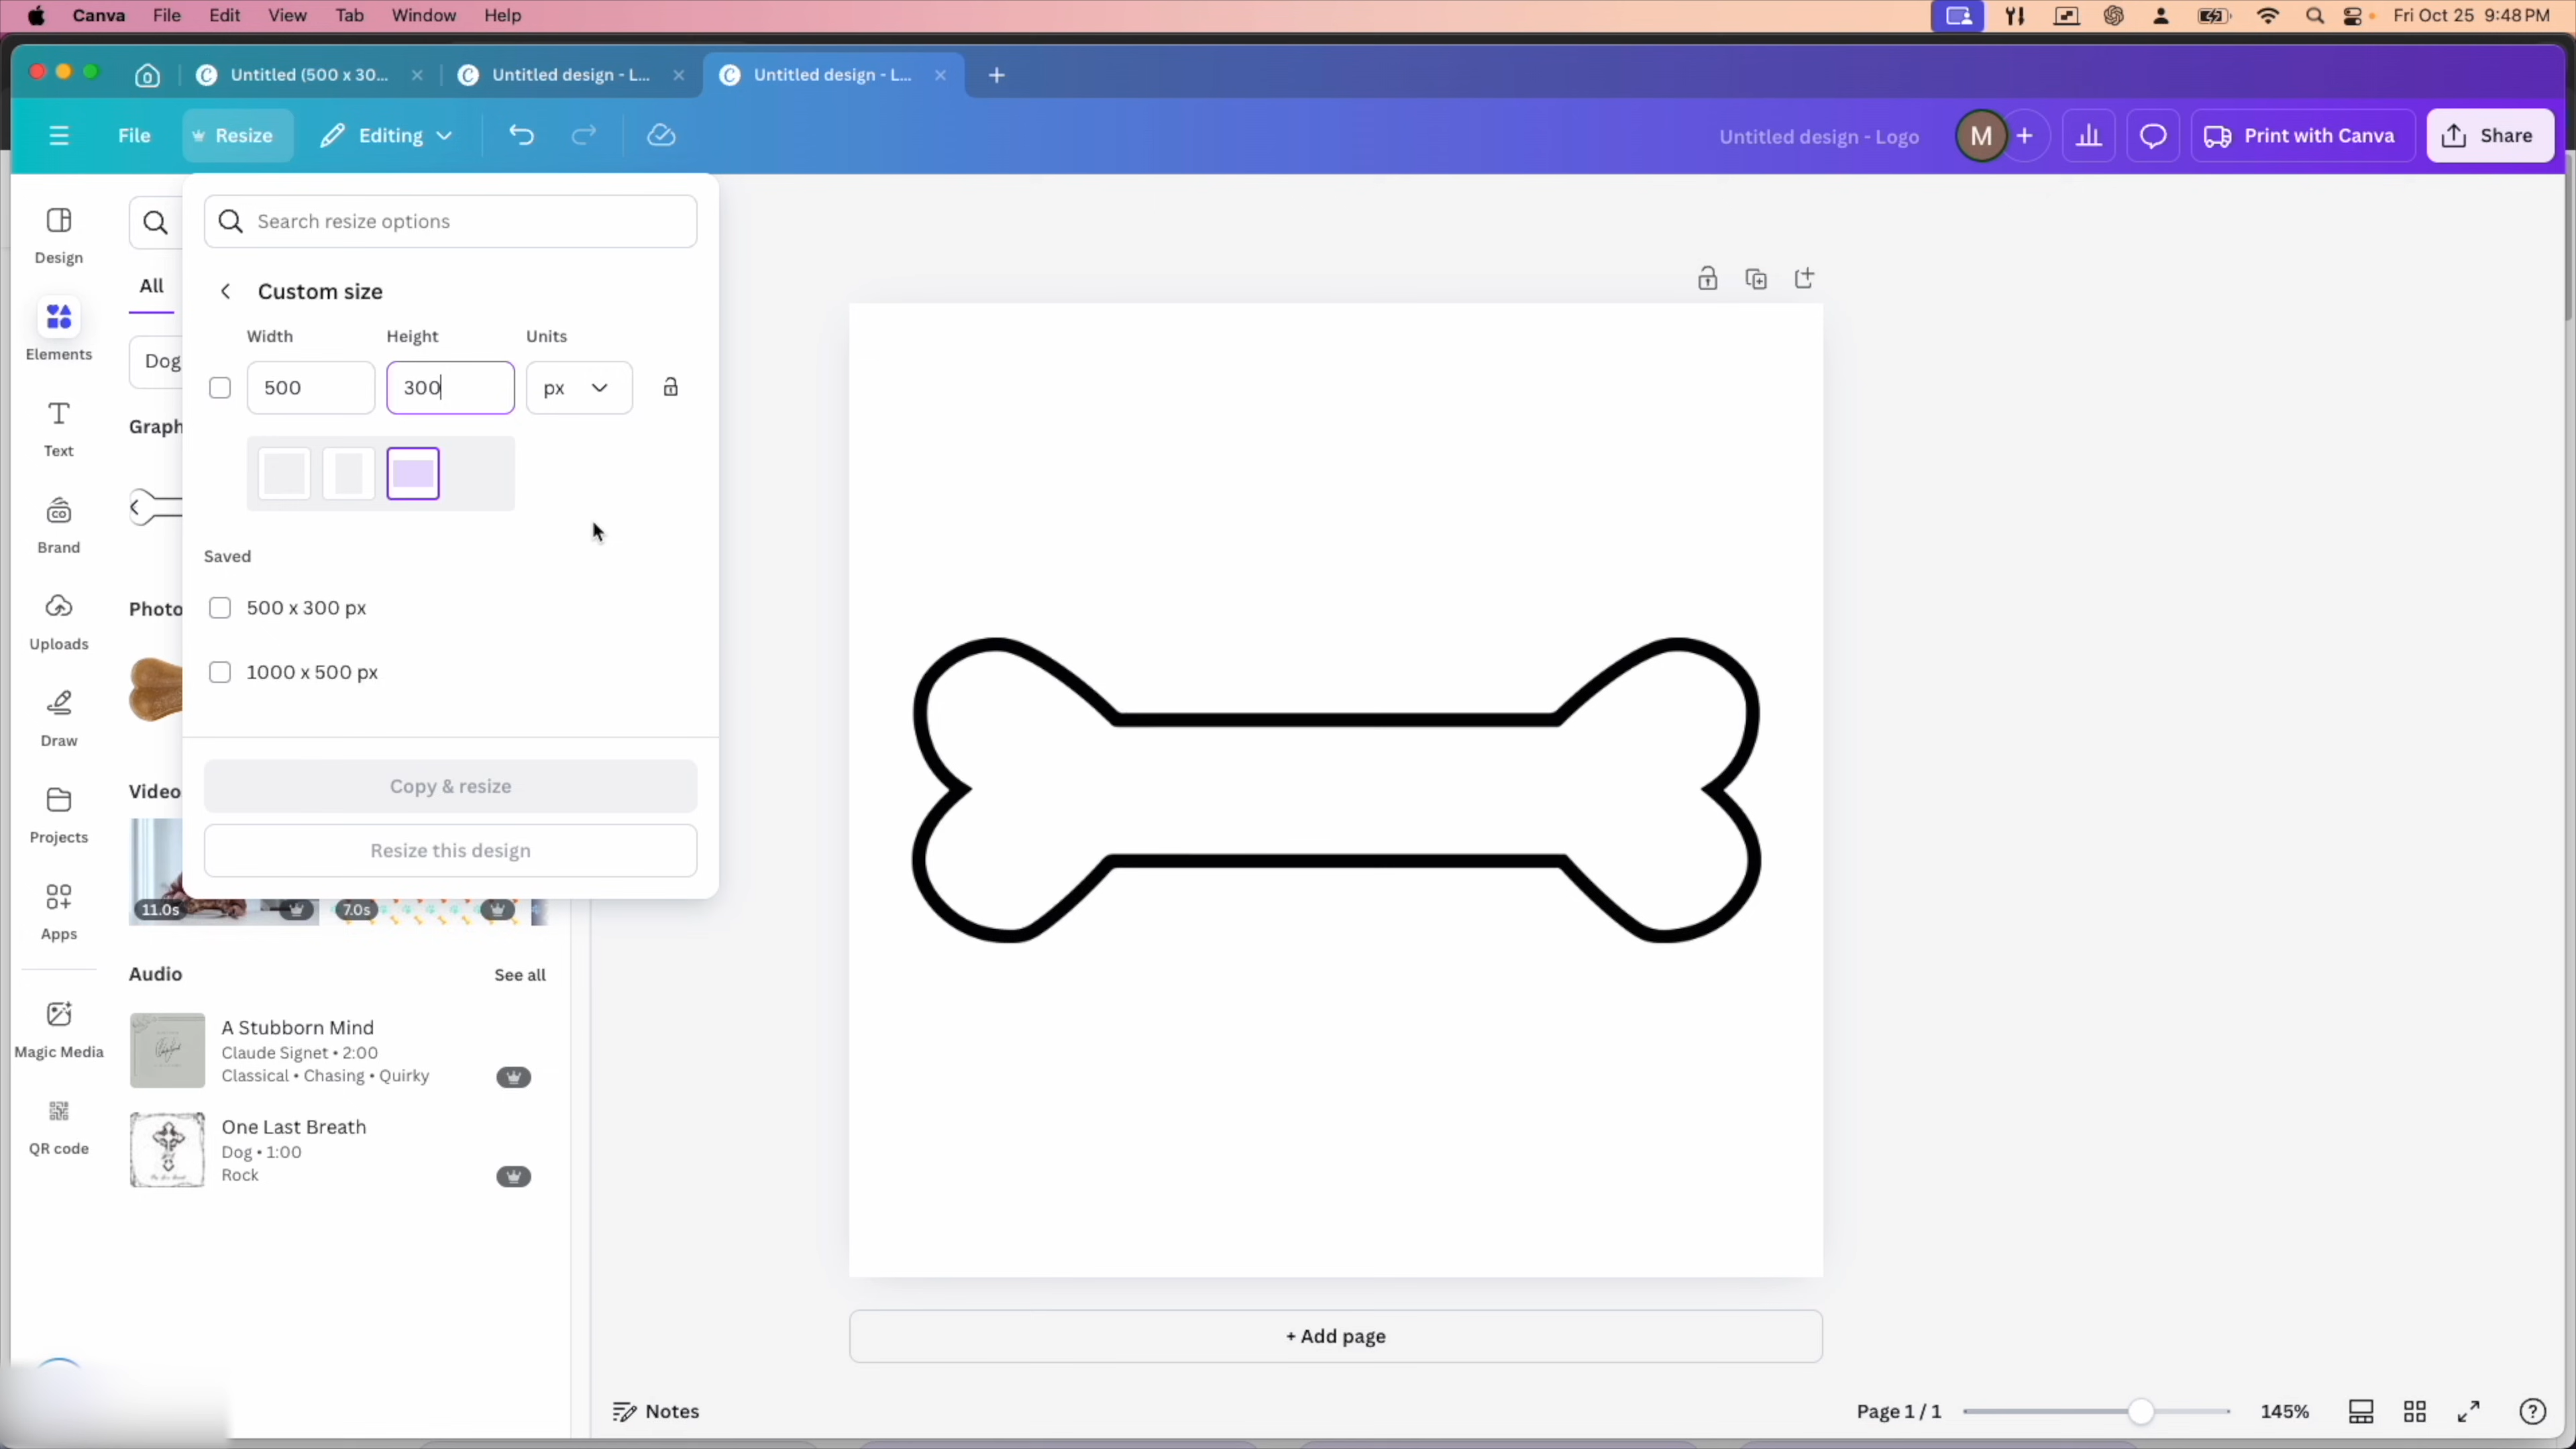 Canva File Edit View Tab Window Help Fri Oct 25 9:48 PM
Untitled (500 x 30... Untitled design - L... Untitled design - L...
File Resize Editing Untitled design - Logo M Print with Canva Share
Search resize options
Design
All
Custom size
Width Height Units
Elements
Dog
500 300 px
Text
Graph
Brand
Saved
Photo
500 x 300 px
Uploads
1000 x 500 px
Draw
Video
Copy & resize
Projects
Resize this design
11.0s 7.0s
Apps
Audio See all
Magic Media
A Stubborn Mind
Claude Signet • 2:00
Classical • Chasing • Quirky
QR code
One Last Breath
Dog • 1:00
Rock
+ Add page
Notes Page 1 / 1 145%